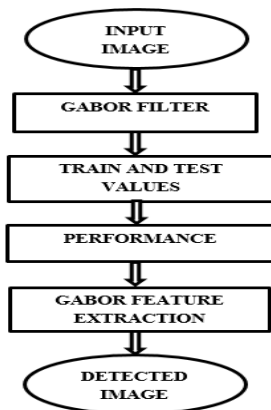 INPUT
IMAGE
GABOR FILTER
TRAIN AND TEST
VALUES
PERFORMANCE
GABOR FEATURE
EXTRACTION
DETECTED
IMAGE